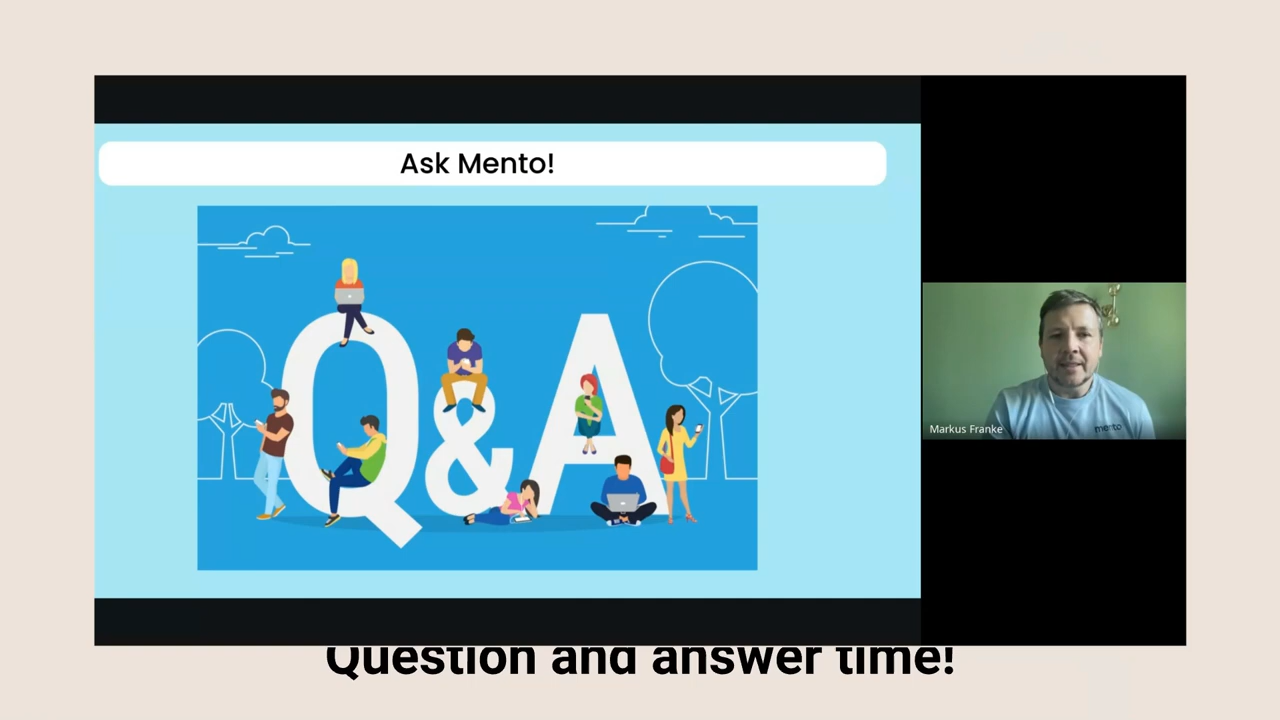 Ask Mento!
Q&A
mento
Markus Franke
Question and answer time!